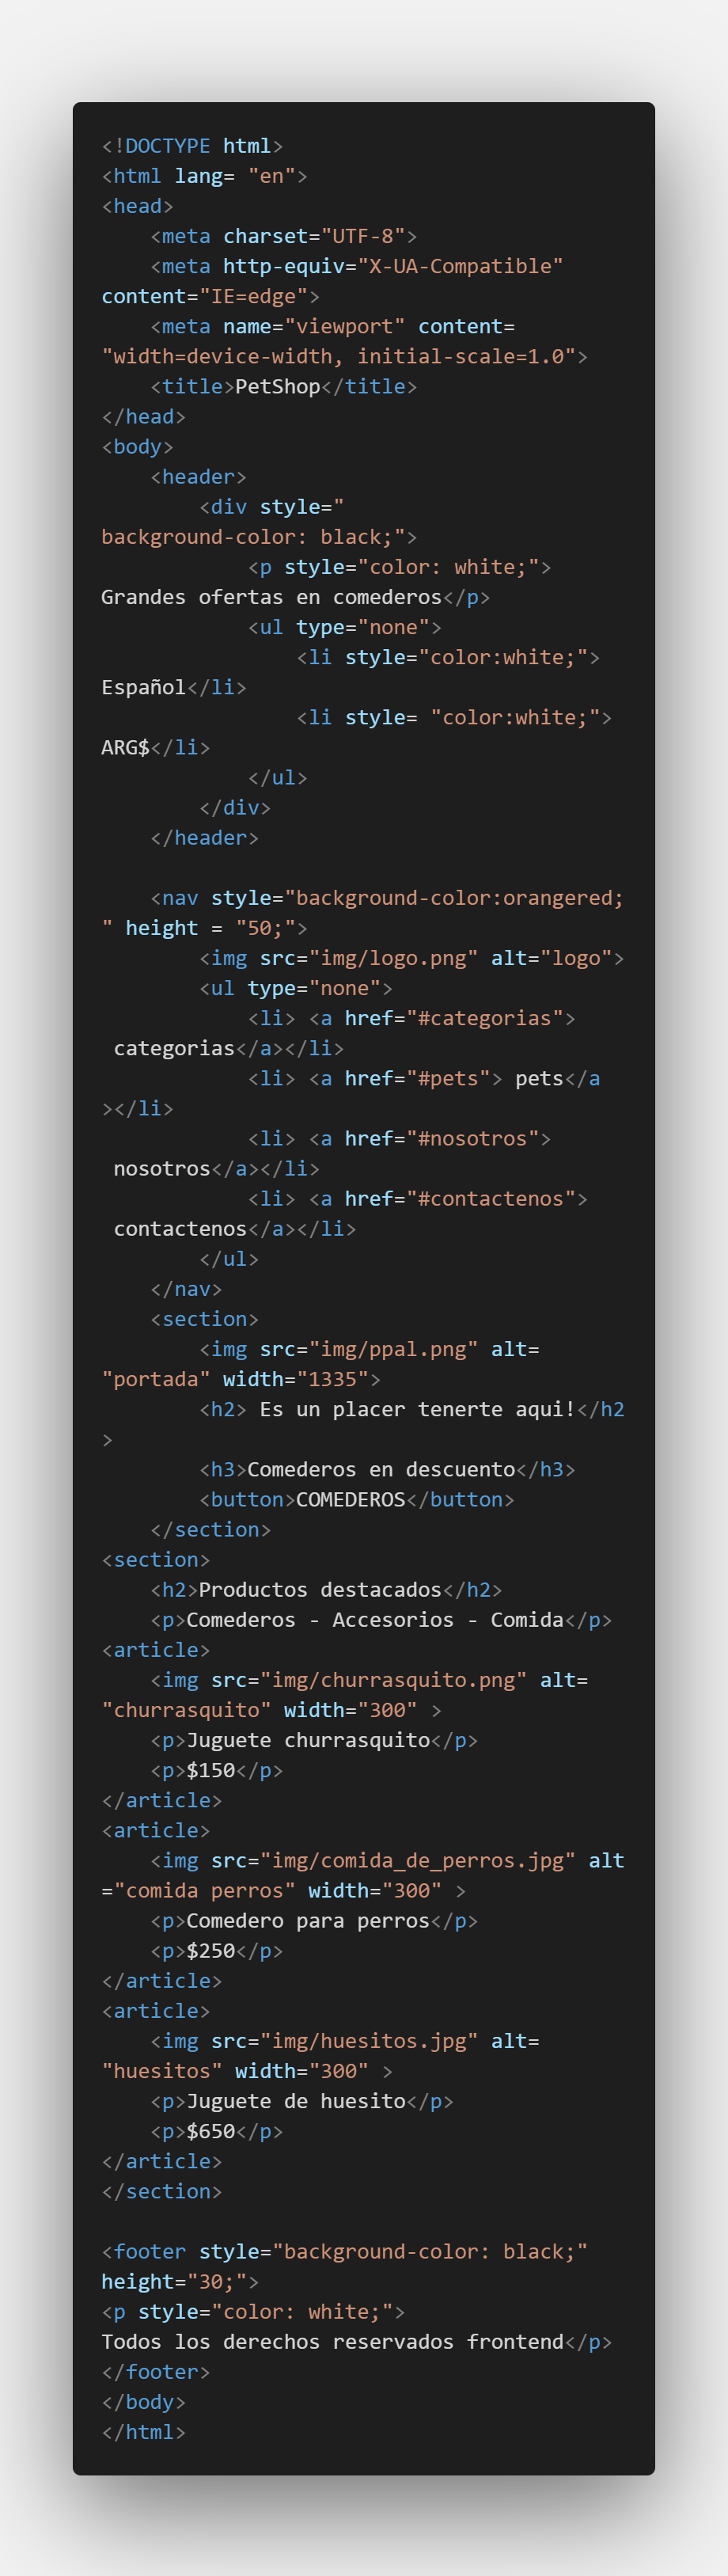 <!DOCTYPE html>
<html lang= "en">
<head>
    <meta charset="UTF-8">
    <meta http-equiv="X-UA-Compatible"
content="IE=edge">
    <meta name="viewport" content=
"width=device-width, initial-scale=1.0">
    <title>PetShop</title>
</head>
<body>
    <header>
        <div style="
background-color: black;">
            <p style="color: white;">
Grandes ofertas en comederos</p>
            <ul type="none">
                <li style="color:white;">
Español</li>
                <li style= "color:white;">
ARG$</li>
            </ul>
        </div>
    </header>

    <nav style="background-color:orangered;
" height = "50;">
        <img src="img/logo.png" alt="logo">
        <ul type="none">
            <li> <a href="#categorias">
 categorias</a></li>
            <li> <a href="#pets"> pets</a
></li>
            <li> <a href="#nosotros">
 nosotros</a></li>
            <li> <a href="#contactenos">
 contactenos</a></li>
        </ul>
    </nav>
    <section>
        <img src="img/ppal.png" alt=
"portada" width="1335">
        <h2> Es un placer tenerte aqui!</h2
>
        <h3>Comederos en descuento</h3>
        <button>COMEDEROS</button>
    </section>
<section>
    <h2>Productos destacados</h2>
    <p>Comederos - Accesorios - Comida</p>
<article>
    <img src="img/churrasquito.png" alt=
"churrasquito" width="300" >
    <p>Juguete churrasquito</p>
    <p>$150</p>
</article>
<article>
    <img src="img/comida_de_perros.jpg" alt
="comida perros" width="300" >
    <p>Comedero para perros</p>
    <p>$250</p>
</article>
<article>
    <img src="img/huesitos.jpg" alt=
"huesitos" width="300" >
    <p>Juguete de huesito</p>
    <p>$650</p>
</article>
</section>

<footer style="background-color: black;"
height="30;">
<p style="color: white;">
Todos los derechos reservados frontend</p>
</footer>
</body>
</html>